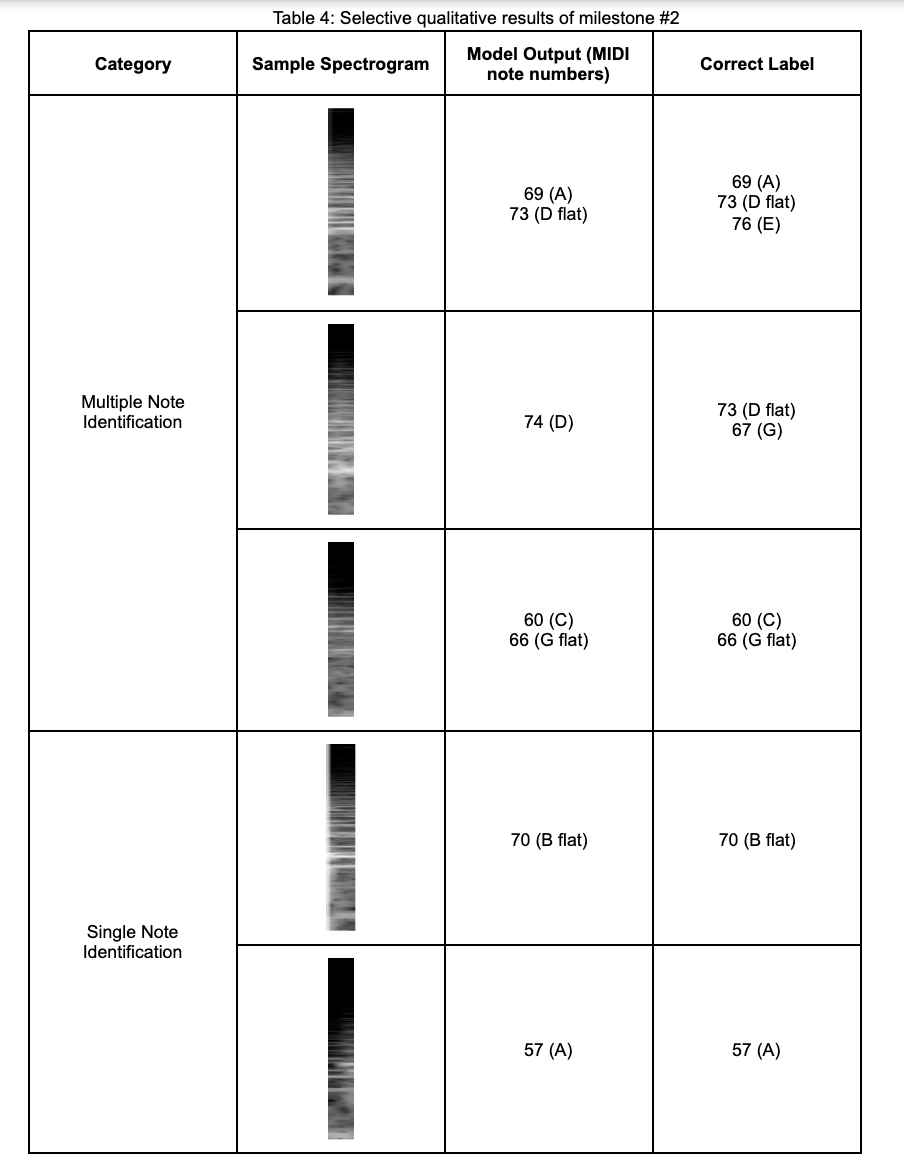 Table 4: Selective qualitative results of milestone #2
Category
Sample Spectrogram
Model Output (MIDI
note numbers)
Correct Label
Multiple Note
Identification
69 (A)
73 (D flat)
69 (A)
73 (D flat)
76 (E)
74 (D)
73 (D flat)
67 (G)
60 (C)
66 (G flat)
60 (C)
66 (G flat)
Single Note
Identification
70 (B flat)
70 (B flat)
57 (A)
57 (A)